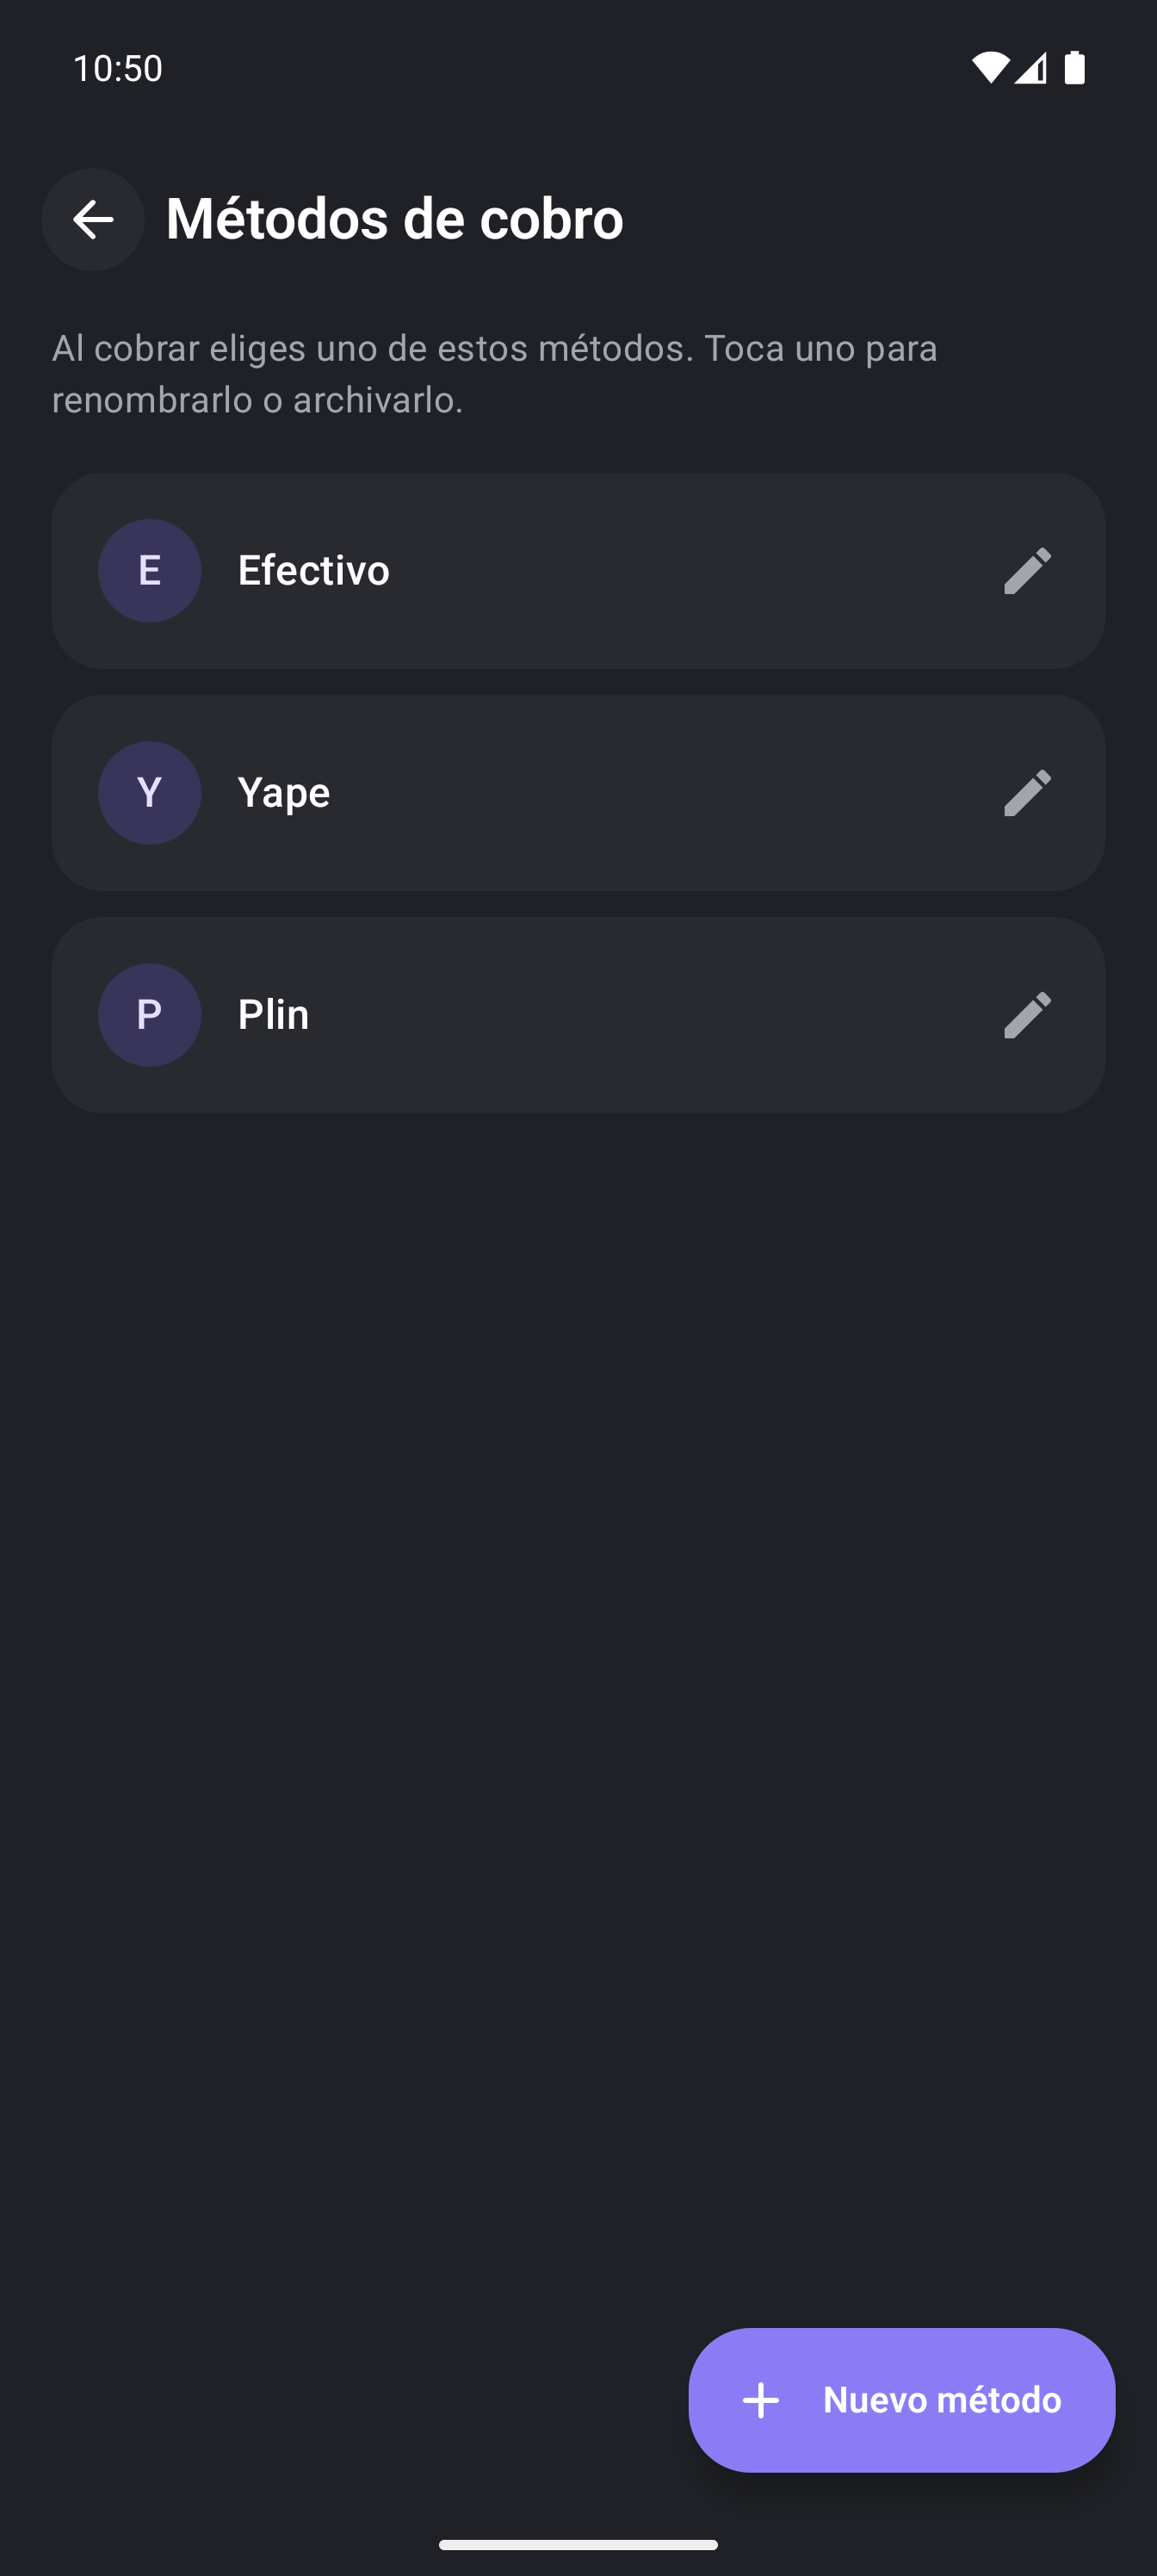 10:50
Métodos de cobro
Al cobrar eliges uno de estos métodos. Toca uno para
renombrarlo o archivarlo.
E Efectivo
Y Yape
P Plin
Nuevo método